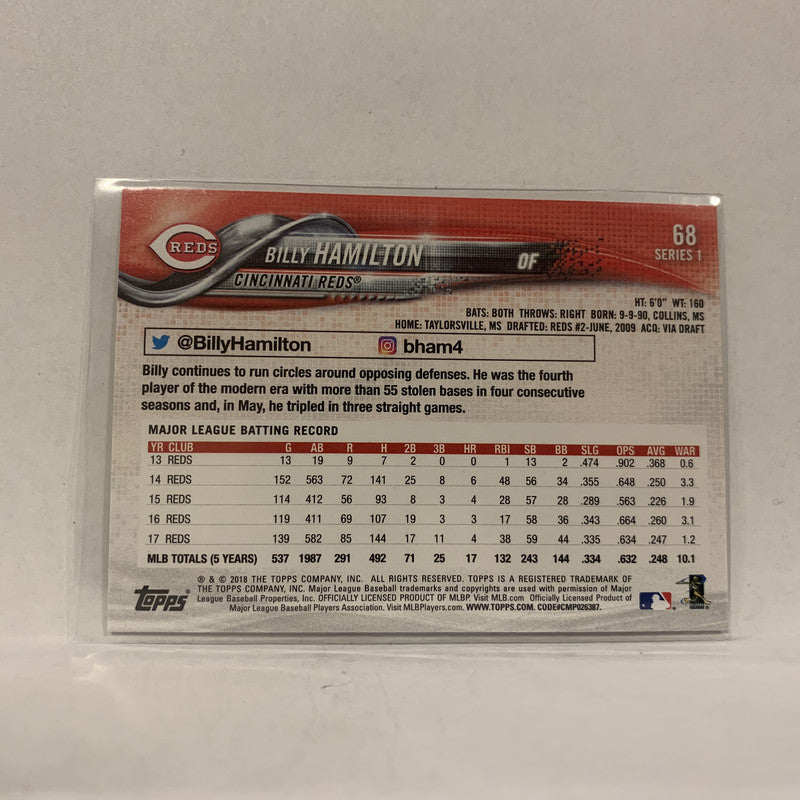 REDS
BILLY HAMILTON
OF
68
SERIES 1
CINCINNATI REDS®
HT: 6'0" WT: 160
BATS: BOTH THROWS: RIGHT BORN: 9-9-90, COLLINS, MS
HOME: TAYLORSVILLE, MS DRAFTED: REDS #2-JUNE, 2009 ACQ: VIA DRAFT
@BillyHamilton bham4
Billy continues to run circles around opposing defenses. He was the fourth
player of the modern era with more than 55 stolen bases in four consecutive
seasons and, in May, he tripled in three straight games.
MAJOR LEAGUE BATTING RECORD
YR CLUB G AB R H 2B 3B HR RBI SB BB SLG OPS AVG WAR
13 REDS 13 19 9 7 2 0 0 1 13 2 .474 .902 .368 0.6
14 REDS 152 563 72 141 25 8 6 48 56 34 .355 .648 .250 3.3
15 REDS 114 412 56 93 8 3 4 28 57 28 .289 .563 .226 1.9
16 REDS 119 411 69 107 19 3 3 17 58 36 .343 .664 .260 3.1
17 REDS 139 582 85 144 17 11 4 38 59 44 .335 .634 .247 1.2
MLB TOTALS (5 YEARS) 537 1987 291 492 71 25 17 132 243 144 .334 .632 .248 10.1
® & © 2018 THE TOPPS COMPANY, INC. ALL RIGHTS RESERVED. TOPPS IS A REGISTERED TRADEMARK OF
THE TOPPS COMPANY, INC. Major League Baseball trademarks and copyrights are used with permission of Major
League Baseball Properties, Inc. OFFICIALLY LICENSED PRODUCT OF MLBP. Visit MLB.com Officially Licensed Product of
Major League Baseball Players Association. Visit MLBPlayers.com. WWW.TOPPS.COM. CODE#CMP026387.
Topps®